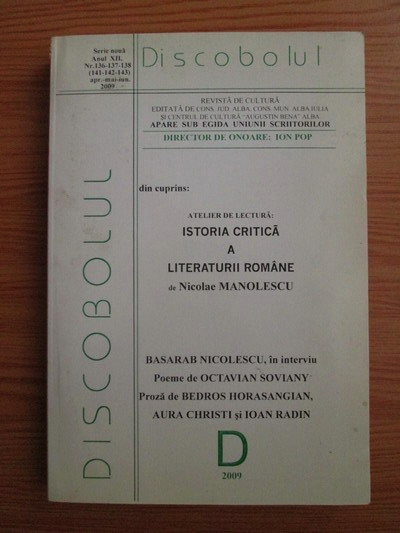 Serie nouă
Anul XII,
Nr.136-137-138
(141-142-143)
apr.-mai-iun.
2009
Discobolul
REVISTĂ DE CULTURĂ
EDITATĂ DE CONS. JUD. ALBA, CONS. MUN. ALBA IULIA
ȘI CENTRUL DE CULTURĂ "AUGUSTIN BENA" ALBA
APARE SUB EGIDA UNIUNII SCRIITORILOR
DIRECTOR DE ONOARE: ION POP
DISCOBOLUL
din cuprins:
ATELIER DE LECTURĂ:
ISTORIA CRITICĂ
A
LITERATURII ROMÂNE
de Nicolae MANOLESCU
BASARAB NICOLESCU, în interviu
Poeme de OCTAVIAN SOVIANY
Proză de BEDROS HORASANGIAN,
AURA CHRISTI și IOAN RADIN
D
2009